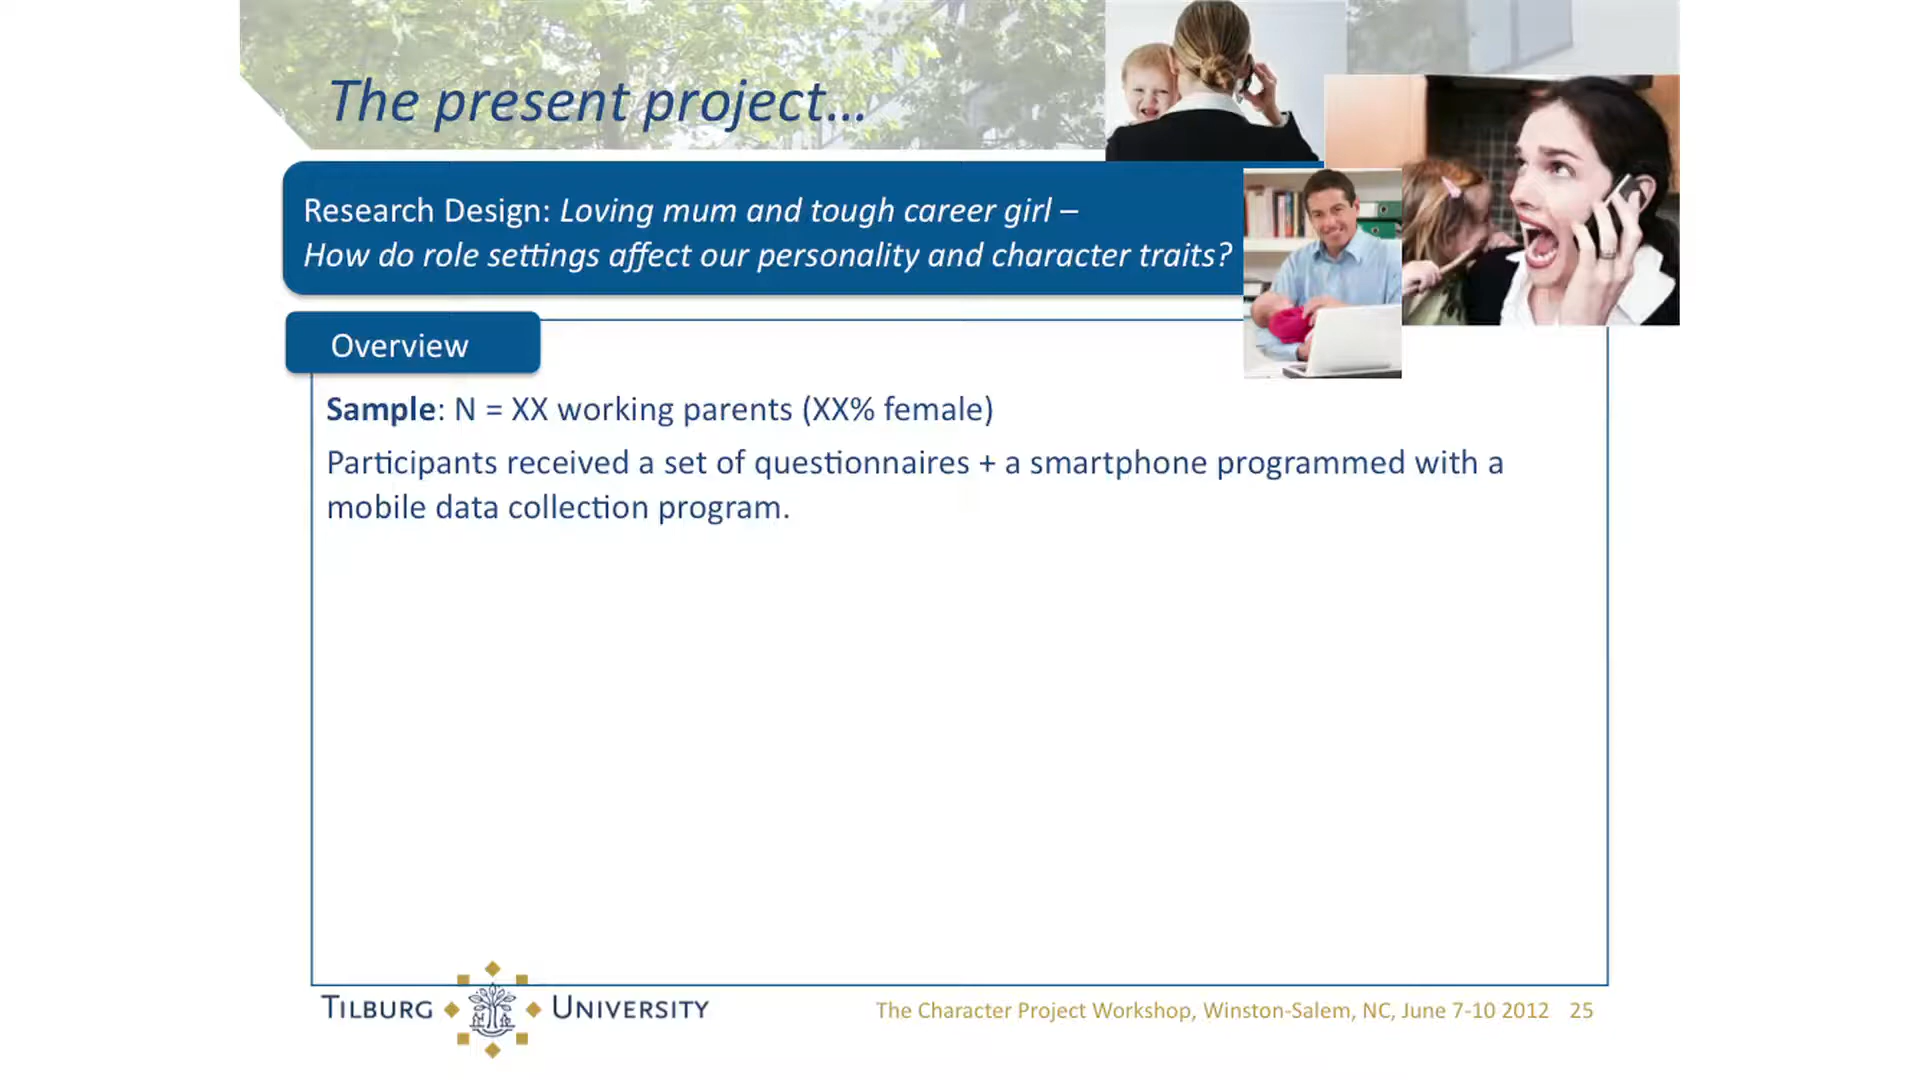 The present project...
Research Design: Loving mum and tough career girl –
How do role settings affect our personality and character traits?
Overview
Sample: N = XX working parents (XX% female)
Participants received a set of questionnaires + a smartphone programmed with a
mobile data collection program.
TILBURG UNIVERSITY
The Character Project Workshop, Winston-Salem, NC, June 7-10 2012 25